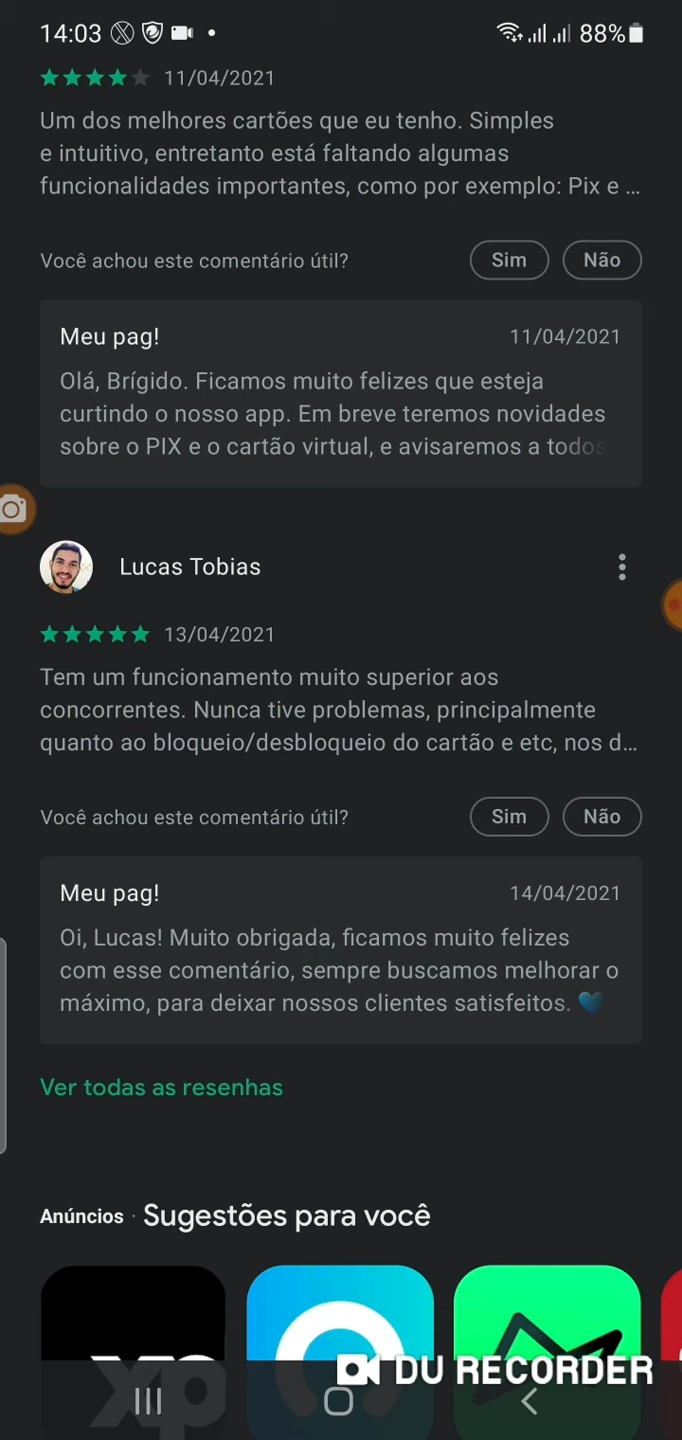 14:03 88%
11/04/2021
Um dos melhores cartões que eu tenho. Simples
e intuitivo, entretanto está faltando algumas
funcionalidades importantes, como por exemplo: Pix e ...
Você achou este comentário útil? Sim Não
Meu pag! 11/04/2021
Olá, Brígido. Ficamos muito felizes que esteja
curtindo o nosso app. Em breve teremos novidades
sobre o PIX e o cartão virtual, e avisaremos a todos
Lucas Tobias
13/04/2021
Tem um funcionamento muito superior aos
concorrentes. Nunca tive problemas, principalmente
quanto ao bloqueio/desbloqueio do cartão e etc, nos d...
Você achou este comentário útil? Sim Não
Meu pag! 14/04/2021
Oi, Lucas! Muito obrigada, ficamos muito felizes
com esse comentário, sempre buscamos melhorar o
máximo, para deixar nossos clientes satisfeitos. 💙
Ver todas as resenhas
Anúncios · Sugestões para você
xp
DU RECORDER